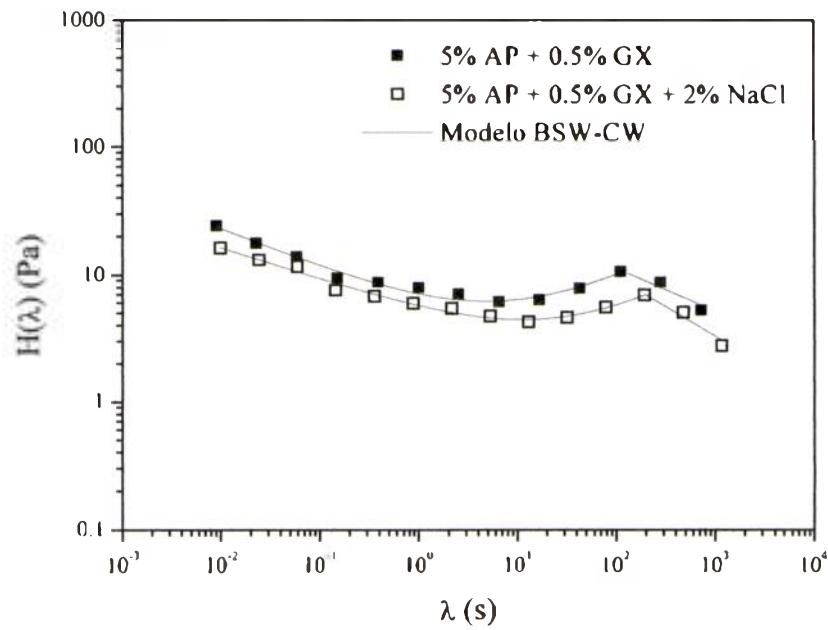 1000
100
10
1
0.1
H(λ) (Pa)
5% AP + 0.5% GX
5% AP + 0.5% GX + 2% NaCl
Modelo BSW-CW
10⁻³ 10⁻² 10⁻¹ 10⁰ 10¹ 10² 10³ 10⁴
λ (s)